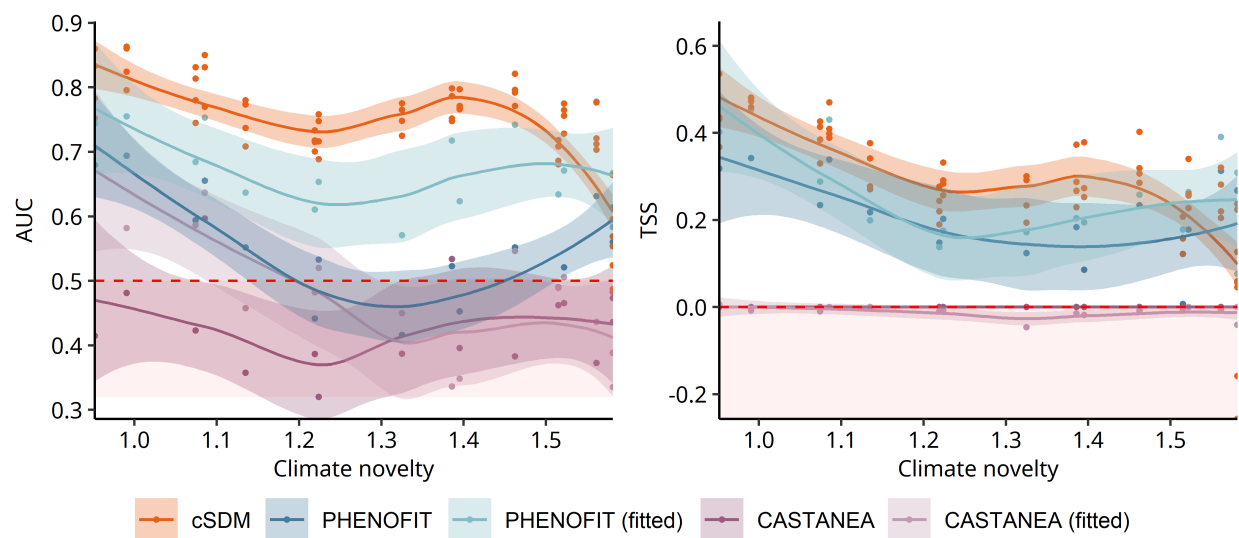 0.9
0.8
0.7
0.6
0.5
0.4
0.3
AUC
1.0 1.1 1.2 1.3 1.4 1.5
Climate novelty
0.6
0.4
0.2
0.0
-0.2
TSS
1.0 1.1 1.2 1.3 1.4 1.5
Climate novelty
cSDM PHENOFIT PHENOFIT (fitted) CASTANEA CASTANEA (fitted)